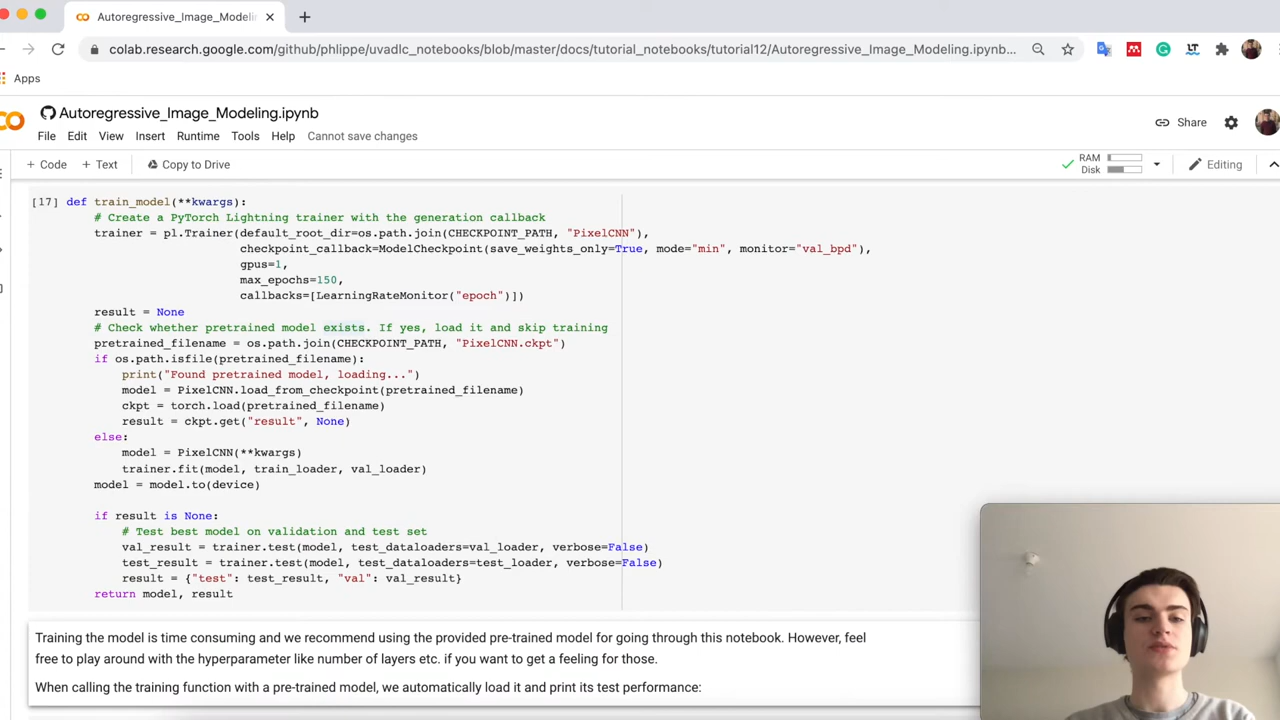 Autoregressive_Image_Modelin
colab.research.google.com/github/phlippe/uvadlc_notebooks/blob/master/docs/tutorial_notebooks/tutorial12/Autoregressive_Image_Modeling.ipynb...
Apps
Autoregressive_Image_Modeling.ipynb
File Edit View Insert Runtime Tools Help Cannot save changes
Share
+ Code + Text Copy to Drive
RAM
Disk
Editing
[17] def train_model(**kwargs):
# Create a PyTorch Lightning trainer with the generation callback
trainer = pl.Trainer(default_root_dir=os.path.join(CHECKPOINT_PATH, "PixelCNN"),
checkpoint_callback=ModelCheckpoint(save_weights_only=True, mode="min", monitor="val_bpd"),
gpus=1,
max_epochs=150,
callbacks=[LearningRateMonitor("epoch")])
result = None
# Check whether pretrained model exists. If yes, load it and skip training
pretrained_filename = os.path.join(CHECKPOINT_PATH, "PixelCNN.ckpt")
if os.path.isfile(pretrained_filename):
print("Found pretrained model, loading...")
model = PixelCNN.load_from_checkpoint(pretrained_filename)
ckpt = torch.load(pretrained_filename)
result = ckpt.get("result", None)
else:
model = PixelCNN(**kwargs)
trainer.fit(model, train_loader, val_loader)
model = model.to(device)
if result is None:
# Test best model on validation and test set
val_result = trainer.test(model, test_dataloaders=val_loader, verbose=False)
test_result = trainer.test(model, test_dataloaders=test_loader, verbose=False)
result = {"test": test_result, "val": val_result}
return model, result
Training the model is time consuming and we recommend using the provided pre-trained model for going through this notebook. However, feel
free to play around with the hyperparameter like number of layers etc. if you want to get a feeling for those.
When calling the training function with a pre-trained model, we automatically load it and print its test performance: